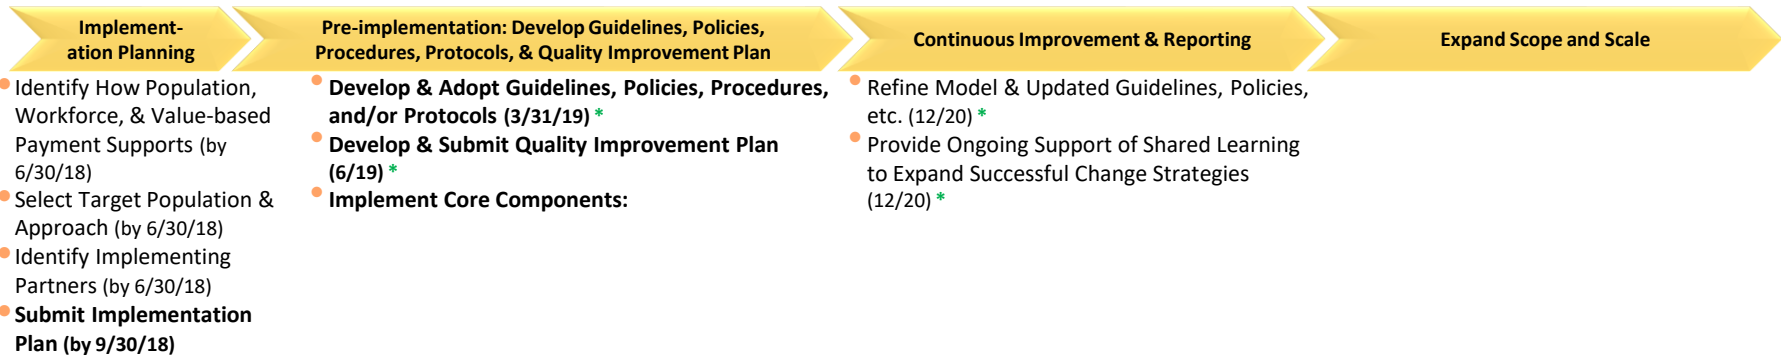 Implement-
ation Planning
Pre-implementation: Develop Guidelines, Policies,
Procedures, Protocols, & Quality Improvement Plan
Continuous Improvement & Reporting
Expand Scope and Scale
• Identify How Population,
Workforce, & Value-based
Payment Supports (by
6/30/18)
• Select Target Population &
Approach (by 6/30/18)
• Identify Implementing
Partners (by 6/30/18)
• Submit Implementation
Plan (by 9/30/18)
• Develop & Adopt Guidelines, Policies, Procedures,
and/or Protocols (3/31/19) *
• Develop & Submit Quality Improvement Plan
(6/19) *
• Implement Core Components:
• Refine Model & Updated Guidelines, Policies,
etc. (12/20) *
• Provide Ongoing Support of Shared Learning
to Expand Successful Change Strategies
(12/20) *